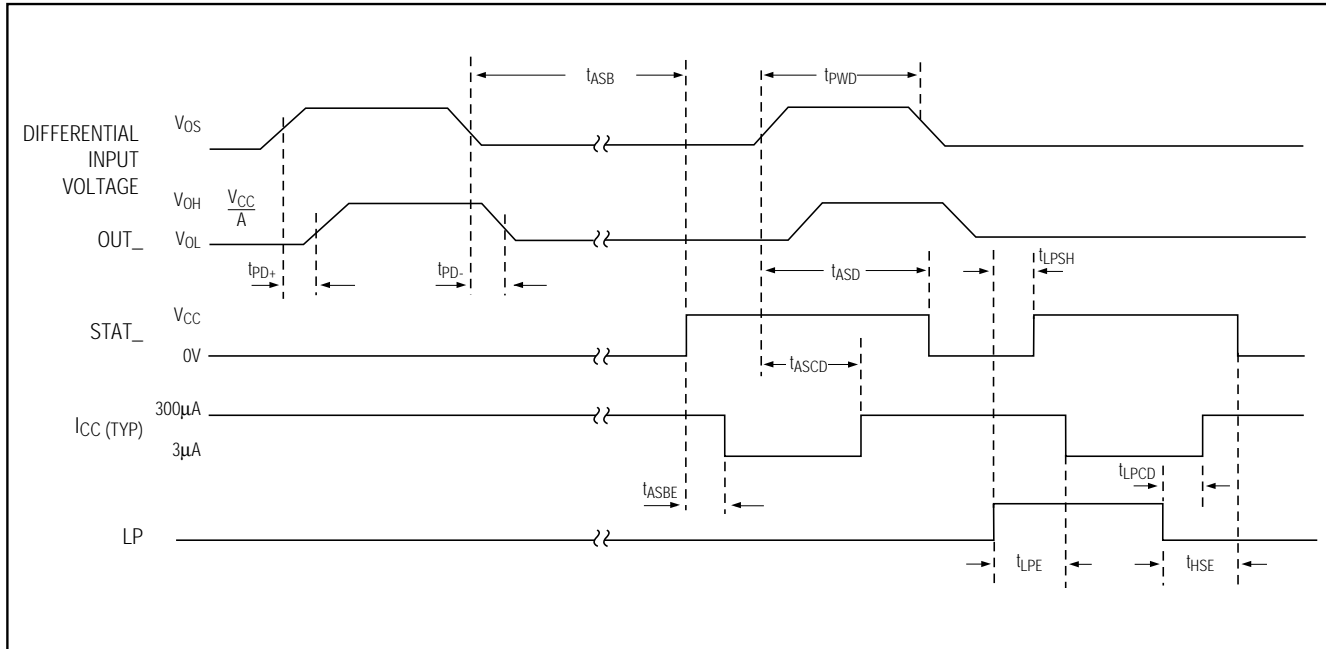 tASB
tPWD
DIFFERENTIAL
INPUT
VOLTAGE
VOS
VOH
VCC
A
OUT_
VOL
tPD+
tPD-
tASD
tLPSH
STAT_
VCC
0V
tASCD
ICC (TYP)
300μA
3μA
tASBE
tLPCD
LP
tLPE
tHSE